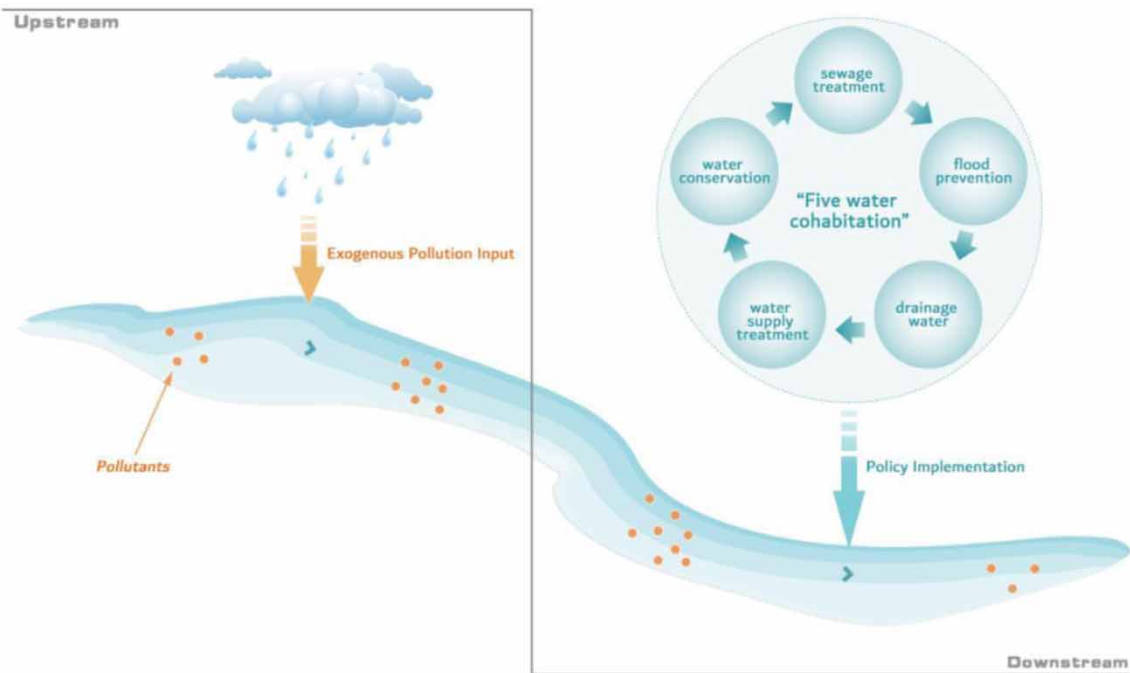 Upstream
sewage
treatment
water
conservation
flood
prevention
"Five water
cohabitation"
Exogenous Pollution Input
water
supply
treatment
drainage
water
Pollutants
Policy Implementation
Downstream